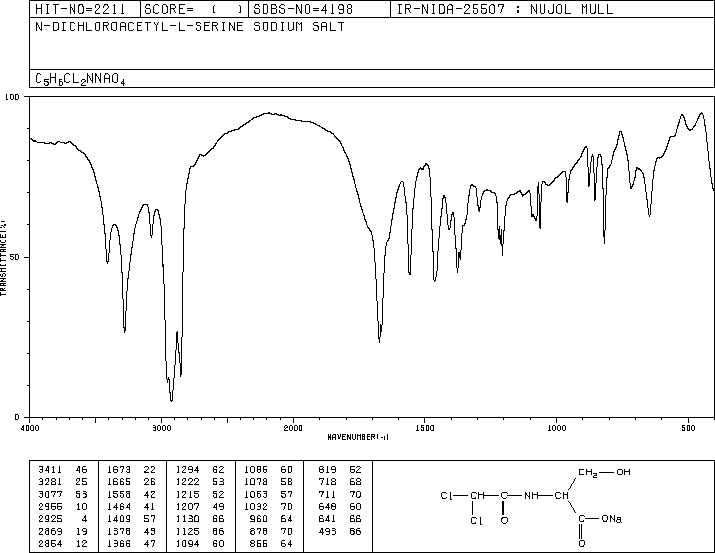 HIT-NO=2211 SCORE= ( ) SDBS-NO=4198 IR-NIDA-25507 : NUJOL MULL
N-DICHLOROACETYL-L-SERINE SODIUM SALT
C5H6CL2NNAO4
100
50
0
TRANSMITTANCE(%)
4000 3000 2000 1500 1000 500
WAVENUMBER(-1)
3411 46 1673 22 1294 62 1086 60 819 52
3281 25 1665 26 1222 53 1078 58 718 68
3077 53 1558 42 1215 52 1063 57 711 70
2956 10 1464 41 1207 49 1032 70 648 60
2925 4 1409 57 1130 66 960 64 641 66
2869 19 1378 43 1125 66 878 70 493 86
2854 12 1366 47 1094 60 855 64
CH2 OH
Cl CH C NH CH
Cl O C ONa
O